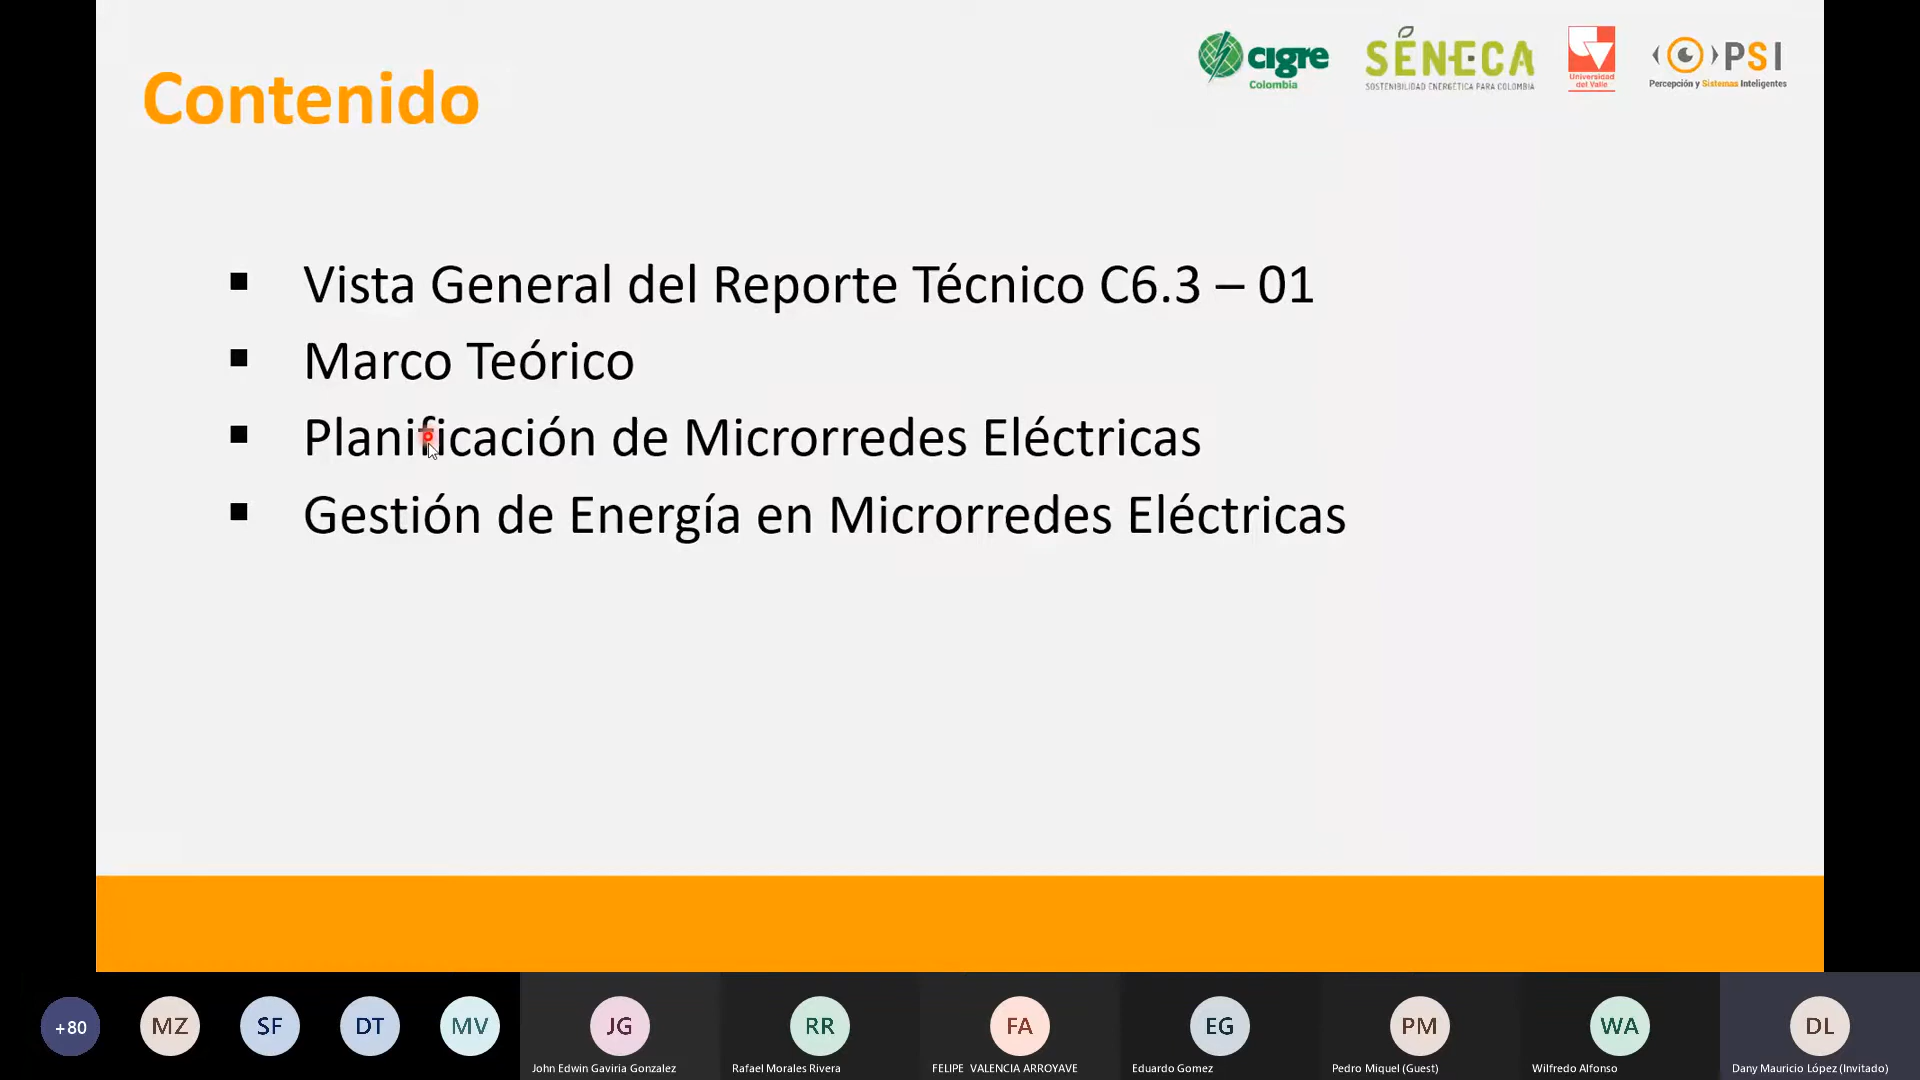 Contenido
cigre
Colombia
SÉNECA
SOSTENIBILIDAD ENERGÉTICA PARA COLOMBIA
Universidad
del Valle
PSI
Percepción y Sistemas Inteligentes
Vista General del Reporte Técnico C6.3 – 01
Marco Teórico
Planificación de Microrredes Eléctricas
Gestión de Energía en Microrredes Eléctricas
+80
MZ
SF
DT
MV
JG
RR
FA
EG
PM
WA
DL
John Edwin Gaviria Gonzalez
Rafael Morales Rivera
FELIPE VALENCIA ARROYAVE
Eduardo Gomez
Pedro Miquel (Guest)
Wilfredo Alfonso
Dany Mauricio López (Invitado)